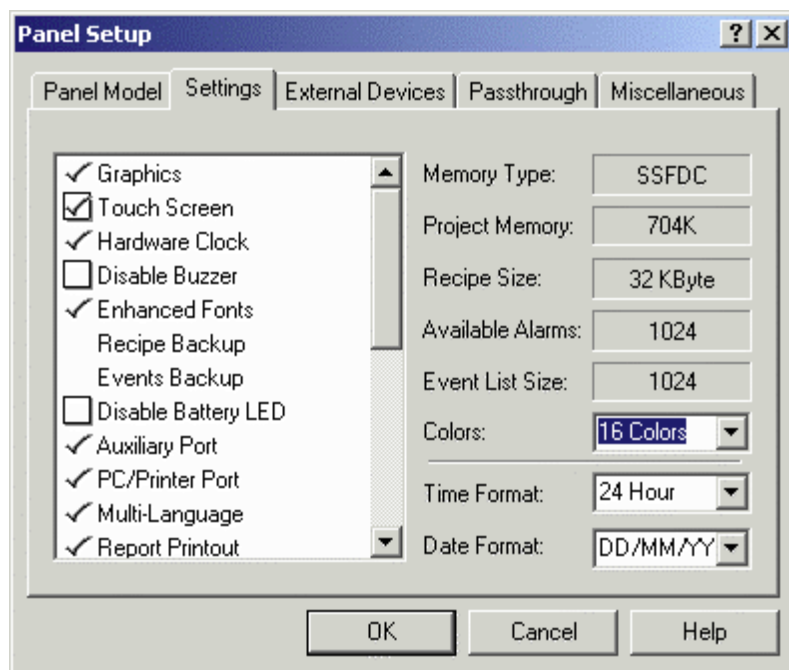 Panel Setup
Panel Model Settings External Devices Passthrough Miscellaneous
Graphics
Touch Screen
Hardware Clock
Disable Buzzer
Enhanced Fonts
Recipe Backup
Events Backup
Disable Battery LED
Auxiliary Port
PC/Printer Port
Multi-Language
Report Printout
Memory Type: SSFDC
Project Memory: 704K
Recipe Size: 32 KByte
Available Alarms: 1024
Event List Size: 1024
Colors: 16 Colors
Time Format: 24 Hour
Date Format: DD/MM/YY
OK Cancel Help